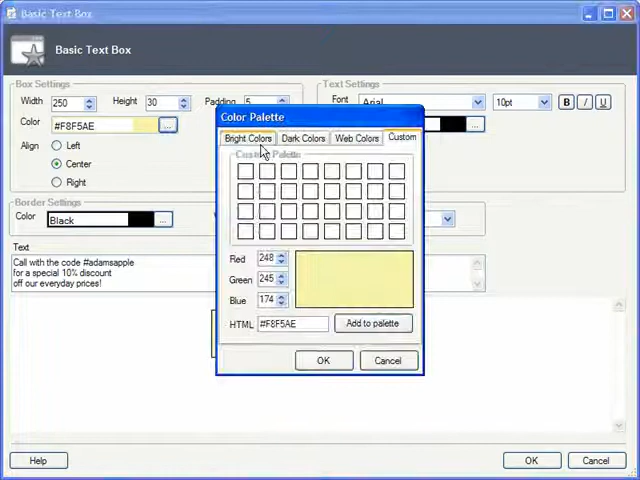 Basic Text Box
Basic Text Box
Box Settings
Width 250 Height 30 Padding 5
Color #F8F5AE ...
Align Left
Center
Right
Text Settings
Font Arial 10pt B I U
...
Border Settings
Color Black ...
Text
Call with the code #adamsapple
for a special 10% discount
off our everyday prices!
Color Palette
Bright Colors Dark Colors Web Colors Custom
Custom Palette
Red 248
Green 245
Blue 174
HTML #F8F5AE Add to palette
OK Cancel
Help OK Cancel